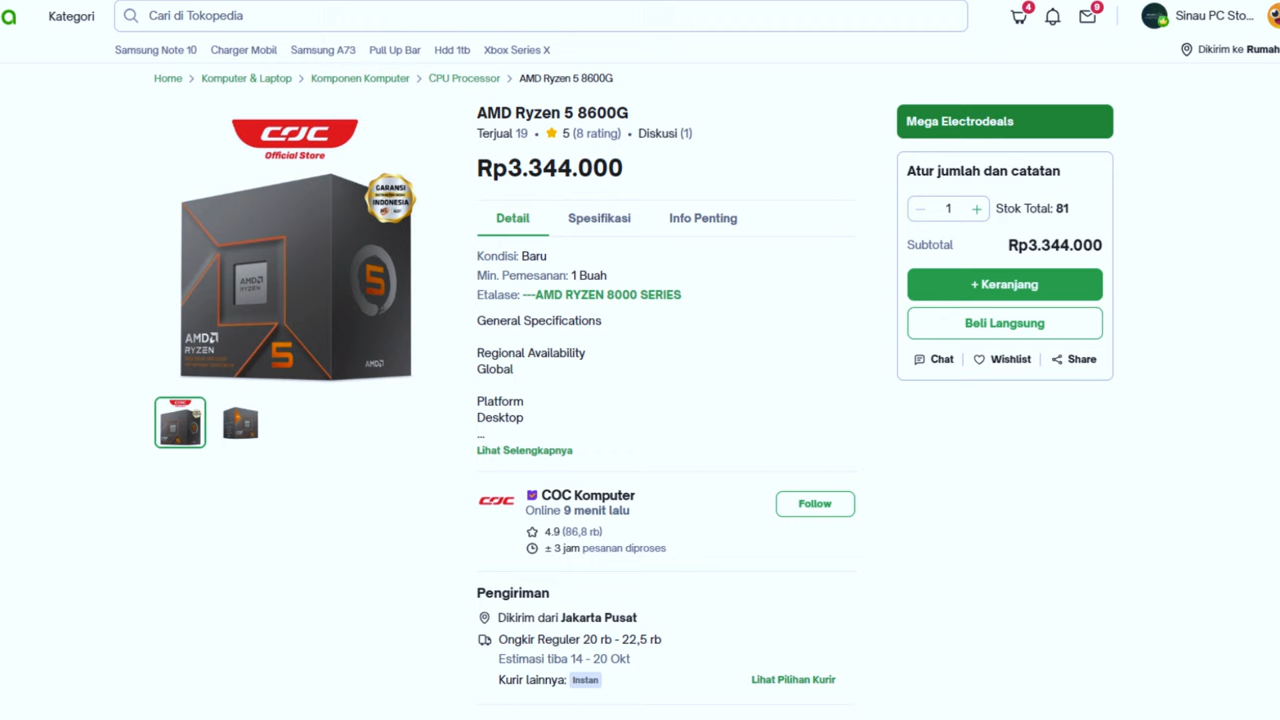 Kategori
Cari di Tokopedia
4
9
Sinau PC Sto...
Samsung Note 10 Charger Mobil Samsung A73 Pull Up Bar Hdd 1tb Xbox Series X
Dikirim ke Rumah
Home > Komputer & Laptop > Komponen Komputer > CPU Processor > AMD Ryzen 5 8600G
COC
Official Store
GARANSI
INDONESIA
AMD
RYZEN
5
AMD
RYZEN
5
AMD
AMD Ryzen 5 8600G
Terjual 19 • 5 (8 rating) • Diskusi (1)
Rp3.344.000
Detail Spesifikasi Info Penting
Kondisi: Baru
Min. Pemesanan: 1 Buah
Etalase: ---AMD RYZEN 8000 SERIES
General Specifications
Regional Availability
Global
Platform
Desktop
...
Lihat Selengkapnya
COC
COC Komputer
Online 9 menit lalu
Follow
4.9 (86,8 rb)
± 3 jam pesanan diproses
Pengiriman
Dikirim dari Jakarta Pusat
Ongkir Reguler 20 rb - 22,5 rb
Estimasi tiba 14 - 20 Okt
Kurir lainnya: Instan
Lihat Pilihan Kurir
Mega Electrodeals
Atur jumlah dan catatan
− 1 + Stok Total: 81
Subtotal Rp3.344.000
+ Keranjang
Beli Langsung
Chat Wishlist Share